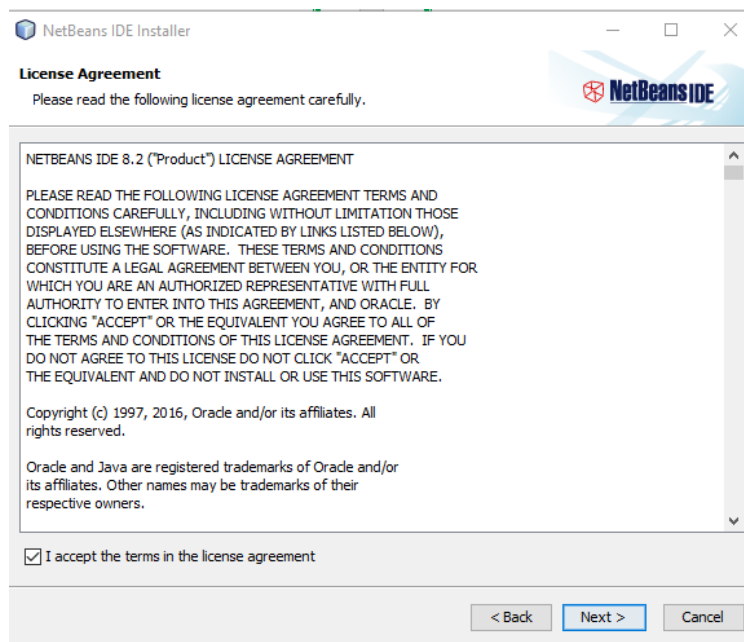 NetBeans IDE Installer
License Agreement
Please read the following license agreement carefully.
NetBeans IDE
NETBEANS IDE 8.2 ("Product") LICENSE AGREEMENT
PLEASE READ THE FOLLOWING LICENSE AGREEMENT TERMS AND
CONDITIONS CAREFULLY, INCLUDING WITHOUT LIMITATION THOSE
DISPLAYED ELSEWHERE (AS INDICATED BY LINKS LISTED BELOW),
BEFORE USING THE SOFTWARE.  THESE TERMS AND CONDITIONS
CONSTITUTE A LEGAL AGREEMENT BETWEEN YOU, OR THE ENTITY FOR
WHICH YOU ARE AN AUTHORIZED REPRESENTATIVE WITH FULL
AUTHORITY TO ENTER INTO THIS AGREEMENT, AND ORACLE.  BY
CLICKING "ACCEPT" OR THE EQUIVALENT YOU AGREE TO ALL OF
THE TERMS AND CONDITIONS OF THIS LICENSE AGREEMENT.  IF YOU
DO NOT AGREE TO THIS LICENSE DO NOT CLICK "ACCEPT" OR
THE EQUIVALENT AND DO NOT INSTALL OR USE THIS SOFTWARE.
Copyright (c) 1997, 2016, Oracle and/or its affiliates. All
rights reserved.
Oracle and Java are registered trademarks of Oracle and/or
its affiliates. Other names may be trademarks of their
respective owners.
I accept the terms in the license agreement
< Back
Next >
Cancel